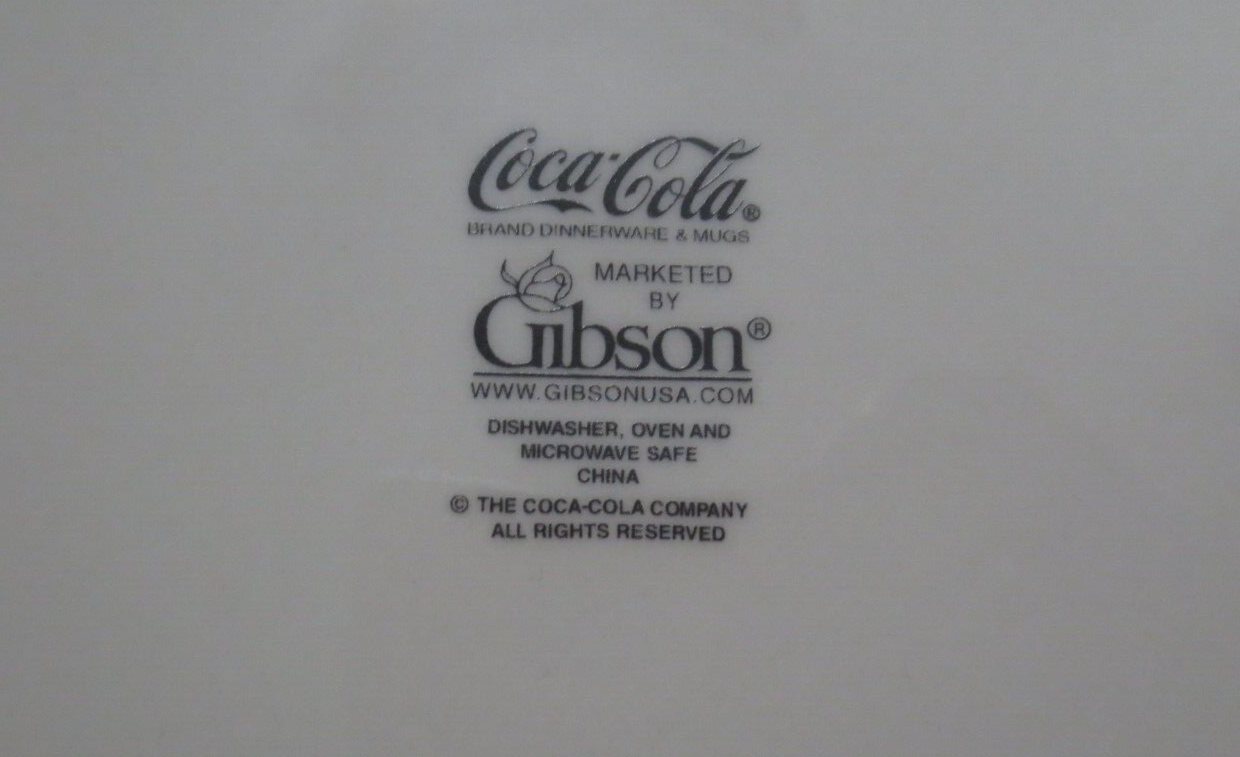 Coca-Cola®
BRAND DINNERWARE & MUGS
MARKETED
BY
Gibson®
WWW.GIBSONUSA.COM
DISHWASHER, OVEN AND
MICROWAVE SAFE
CHINA
© THE COCA-COLA COMPANY
ALL RIGHTS RESERVED